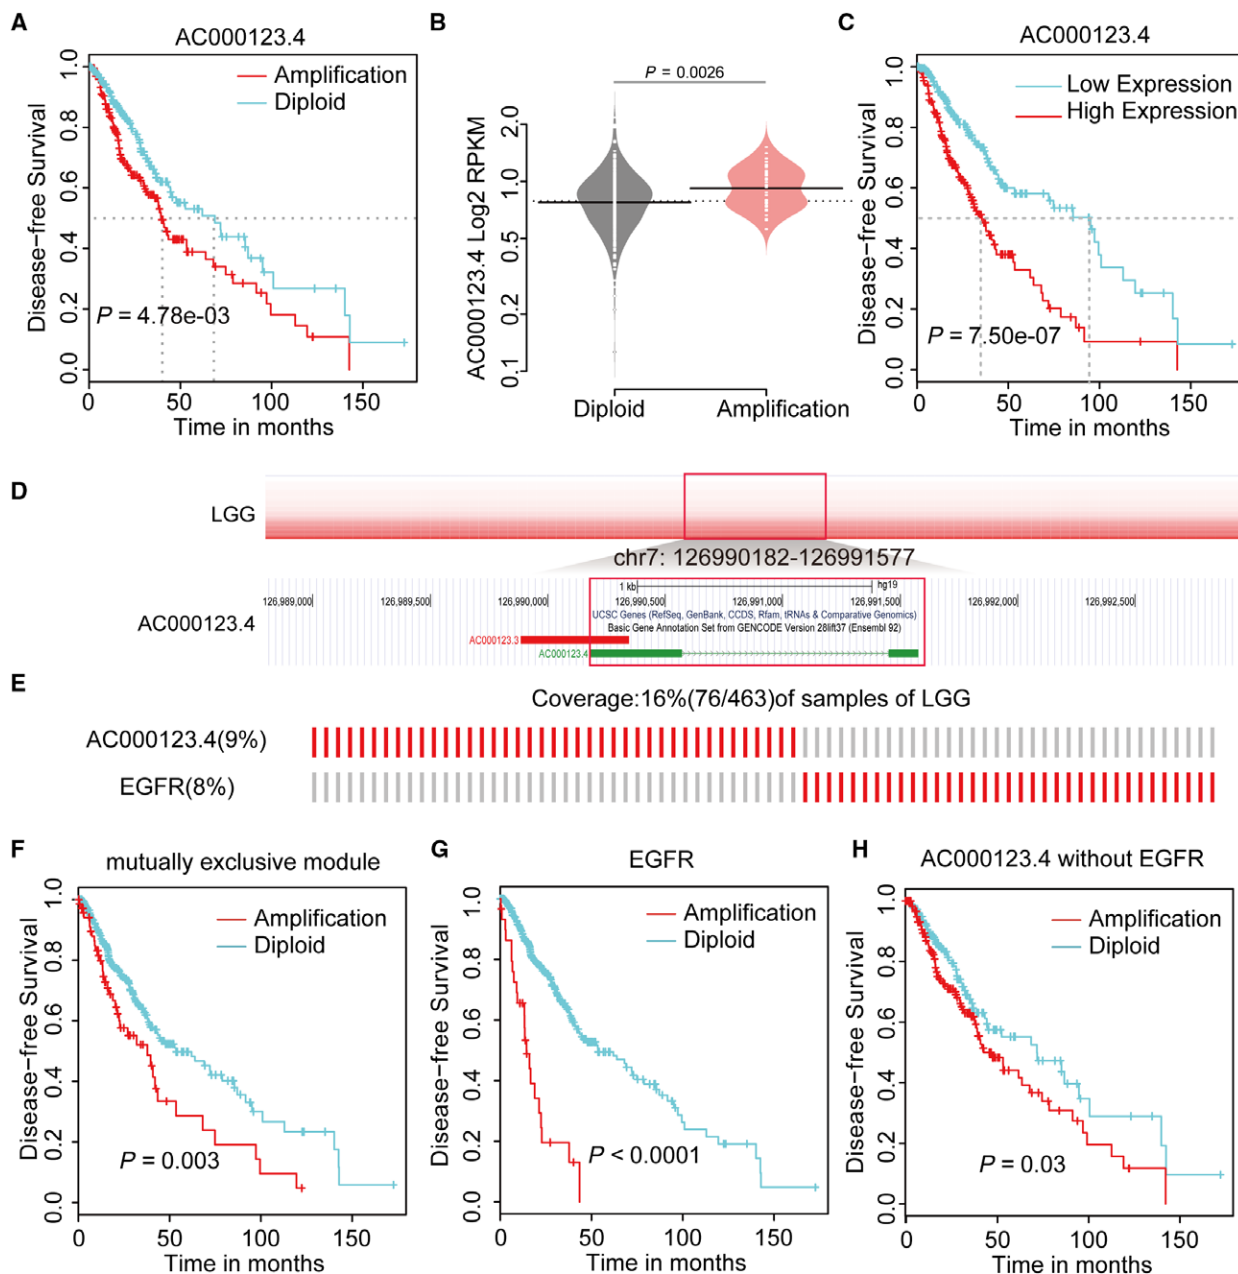 A
AC000123.4
Amplification
Diploid
Disease-free Survival
1.0
0.8
0.6
0.4
0.2
0.0
P = 4.78e-03
0 50 100 150
Time in months
B
P = 0.0026
AC000123.4 Log2 RPKM
2.0
1.0
0.5
0.2
0.1
Diploid Amplification
C
AC000123.4
Low Expression
High Expression
Disease-free Survival
1.0
0.8
0.6
0.4
0.2
0.0
P = 7.50e-07
0 50 100 150
Time in months
D
LGG
chr7: 126990182-126991577
1 kb hg19
126,989,000 126,989,500 126,990,000 126,990,500 126,991,000 126,991,500 126,992,000 126,992,500
UCSC Genes (RefSeq, GenBank, CCDS, Rfam, tRNAs & Comparative Genomics)
AC000123.4
Basic Gene Annotation Set from GENCODE Version 28lift37 (Ensembl 92)
AC000123.3
AC000123.4
E
Coverage:16%(76/463)of samples of LGG
AC000123.4(9%)
EGFR(8%)
F
mutually exclusive module
Amplification
Diploid
Disease-free Survival
1.0
0.8
0.6
0.4
0.2
0.0
P = 0.003
0 50 100 150
Time in months
G
EGFR
Amplification
Diploid
Disease-free Survival
1.0
0.8
0.6
0.4
0.2
0.0
P < 0.0001
0 50 100 150
Time in months
H
AC000123.4 without EGFR
Amplification
Diploid
Disease-free Survival
1.0
0.8
0.6
0.4
0.2
0.0
P = 0.03
0 50 100 150
Time in months